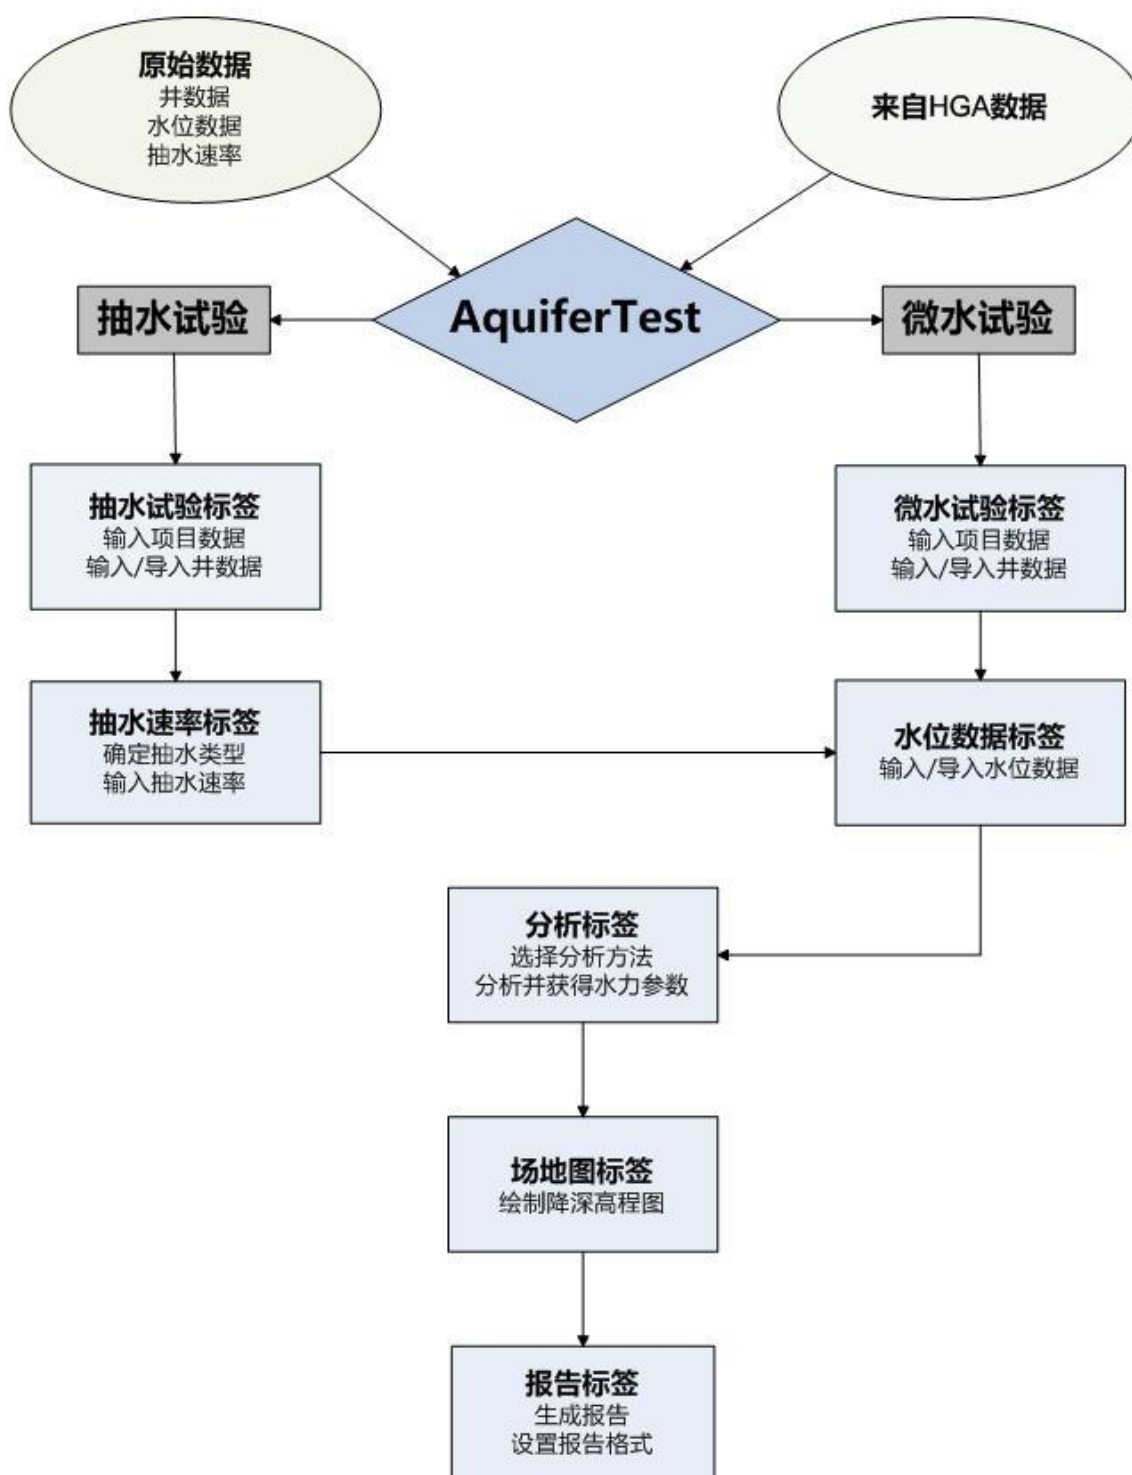 原始数据
井数据
水位数据
抽水速率
来自HGA数据
抽水试验
AquiferTest
微水试验
抽水试验标签
输入项目数据
输入/导入井数据
微水试验标签
输入项目数据
输入/导入井数据
抽水速率标签
确定抽水类型
输入抽水速率
水位数据标签
输入/导入水位数据
分析标签
选择分析方法
分析并获得水力参数
场地图标签
绘制降深高程图
报告标签
生成报告
设置报告格式